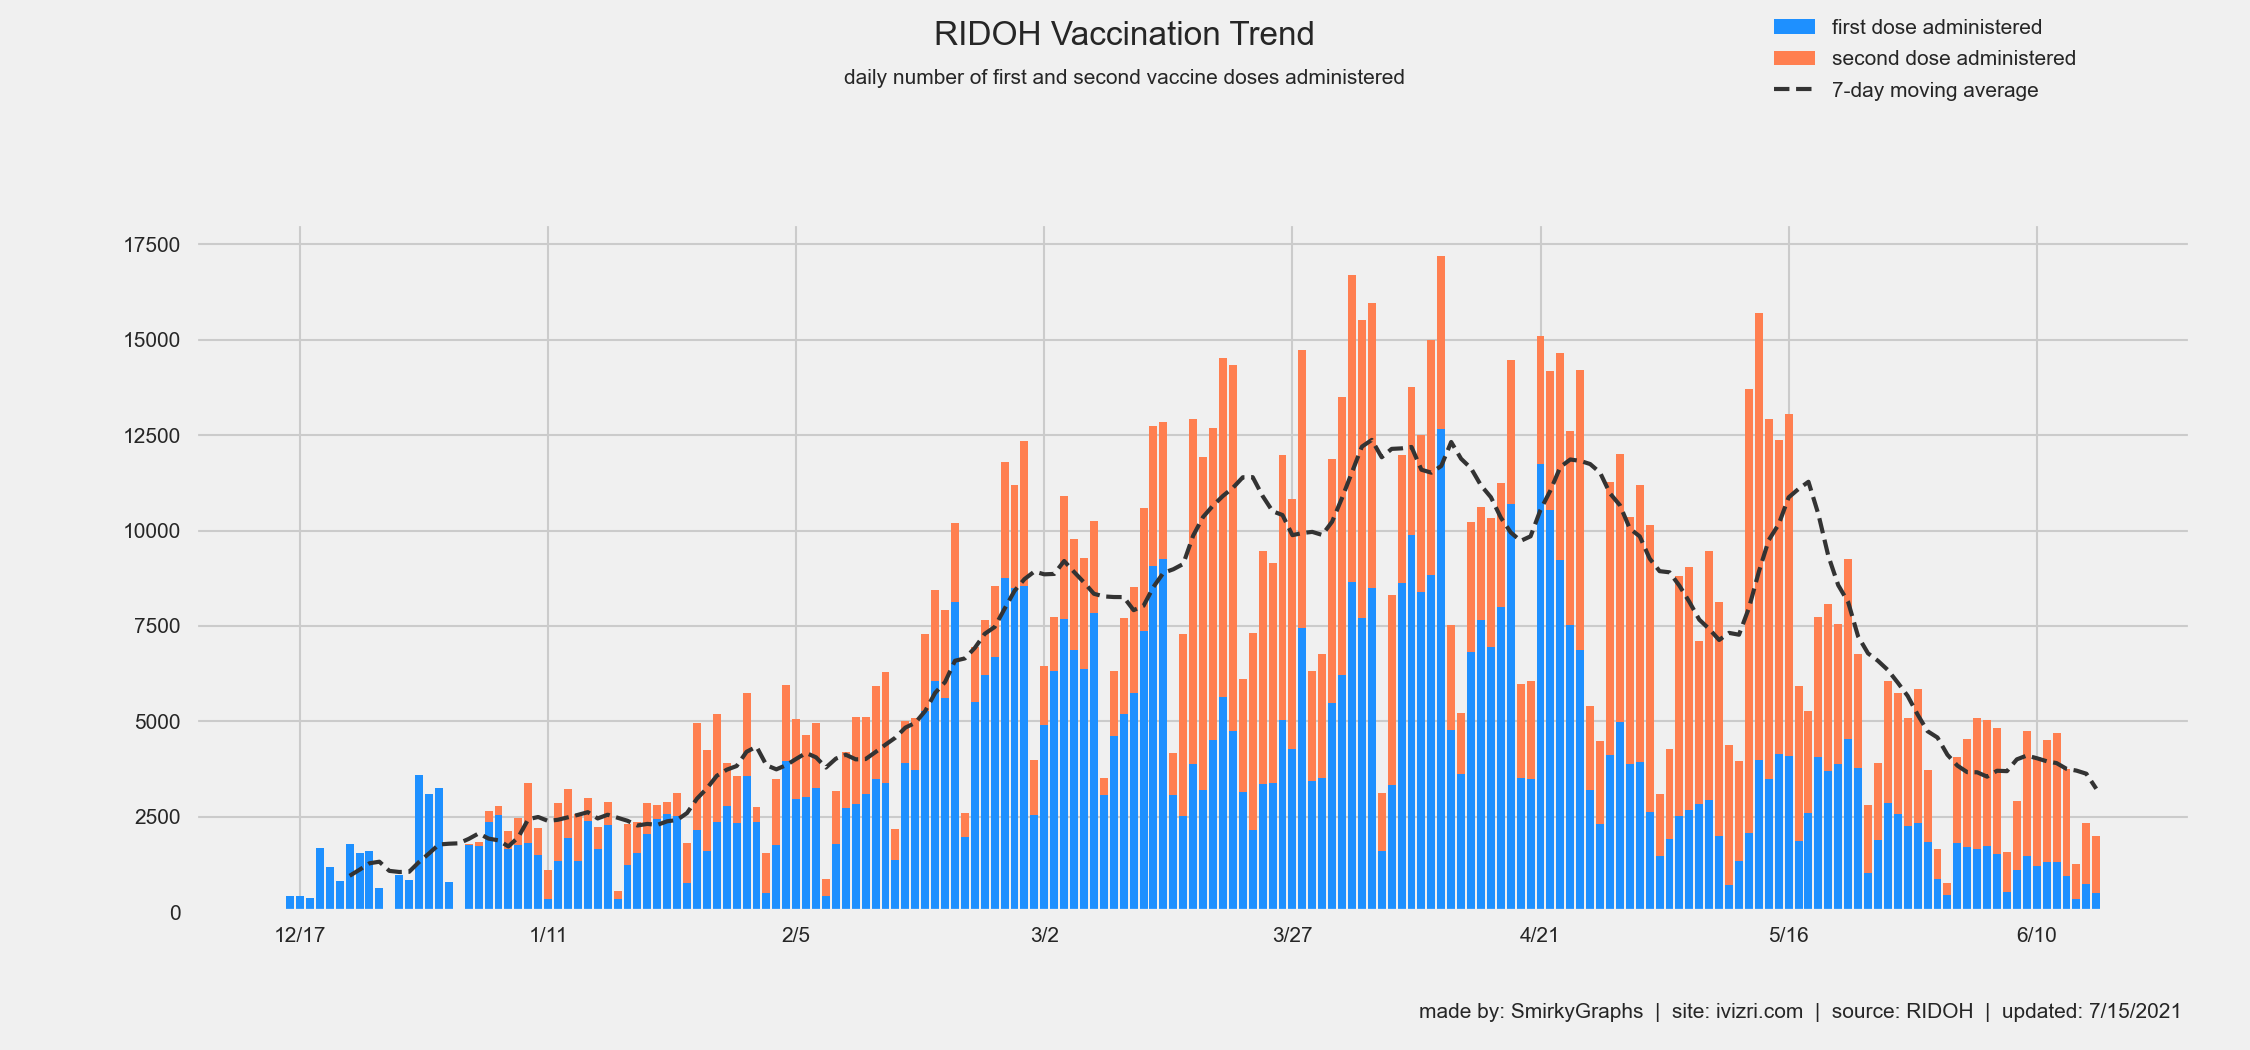 RIDOH Vaccination Trend
daily number of first and second vaccine doses administered
first dose administered
second dose administered
7-day moving average
17500
15000
12500
10000
7500
5000
2500
0
12/17 1/11 2/5 3/2 3/27 4/21 5/16 6/10
made by: SmirkyGraphs | site: ivizri.com | source: RIDOH | updated: 7/15/2021